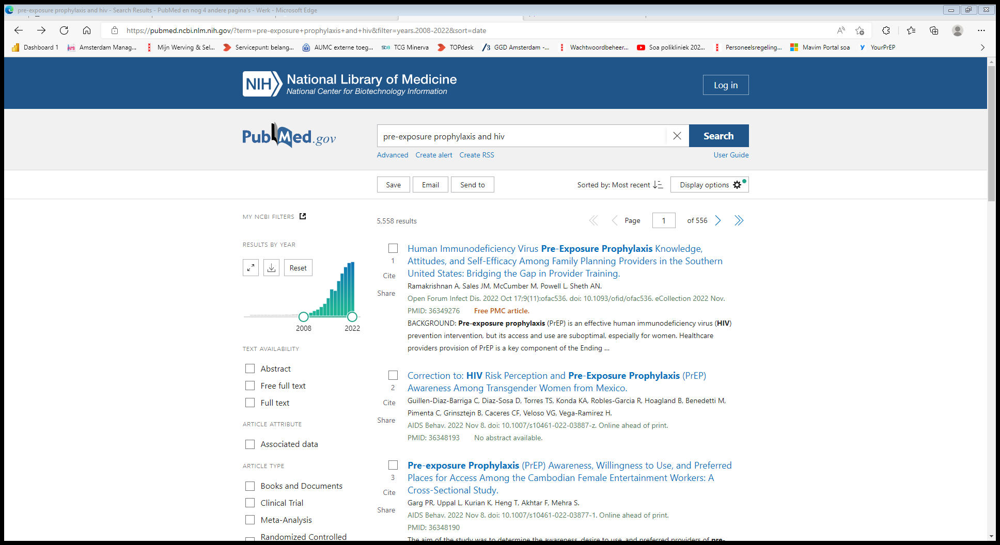 pre-exposure prophylaxis and hiv - Search Results - PubMed en nog 4 andere pagina's - Werk - Microsoft Edge
https://pubmed.ncbi.nlm.nih.gov/?term=pre-exposure+prophylaxis+and+hiv&filter=years.2008-2022&sort=date
Dashboard 1 Amsterdam Manag... Mijn Werving & Sel... Servicepunt: belang... AUMC externe toeg... TCG Minerva TOPdesk GGD Amsterdam -... Wachtwoordbeheer... Soa polikliniek 202... Personeelsregeling... Mavim Portal soa YourPrEP
NIH National Library of Medicine
National Center for Biotechnology Information
Log in
PubMed.gov
pre-exposure prophylaxis and hiv
Search
Advanced Create alert Create RSS User Guide
Save Email Send to Sorted by: Most recent Display options
MY NCBI FILTERS
5,558 results
Page 1 of 556
RESULTS BY YEAR
Reset
2008 2022
TEXT AVAILABILITY
Abstract
Free full text
Full text
ARTICLE ATTRIBUTE
Associated data
ARTICLE TYPE
Books and Documents
Clinical Trial
Meta-Analysis
Randomized Controlled
1
Cite
Share
Human Immunodeficiency Virus Pre-Exposure Prophylaxis Knowledge,
Attitudes, and Self-Efficacy Among Family Planning Providers in the Southern
United States: Bridging the Gap in Provider Training.
Ramakrishnan A, Sales JM, McCumber M, Powell L, Sheth AN.
Open Forum Infect Dis. 2022 Oct 17;9(11):ofac536. doi: 10.1093/ofid/ofac536. eCollection 2022 Nov.
PMID: 36349276 Free PMC article.
BACKGROUND: Pre-exposure prophylaxis (PrEP) is an effective human immunodeficiency virus (HIV)
prevention intervention, but its access and use are suboptimal, especially for women. Healthcare
providers provision of PrEP is a key component of the Ending ...
2
Cite
Share
Correction to: HIV Risk Perception and Pre-Exposure Prophylaxis (PrEP)
Awareness Among Transgender Women from Mexico.
Guillen-Diaz-Barriga C, Diaz-Sosa D, Torres TS, Konda KA, Robles-Garcia R, Hoagland B, Benedetti M,
Pimenta C, Grinsztejn B, Caceres CF, Veloso VG, Vega-Ramirez H.
AIDS Behav. 2022 Nov 8. doi: 10.1007/s10461-022-03887-z. Online ahead of print.
PMID: 36348193 No abstract available.
3
Cite
Share
Pre-exposure Prophylaxis (PrEP) Awareness, Willingness to Use, and Preferred
Places for Access Among the Cambodian Female Entertainment Workers: A
Cross-Sectional Study.
Garg PR, Uppal L, Kurian K, Heng T, Akhtar F, Mehra S.
AIDS Behav. 2022 Nov 8. doi: 10.1007/s10461-022-03877-1. Online ahead of print.
PMID: 36348190
The aim of the study was to determine the awareness, desire to use, and preferred providers of pre-